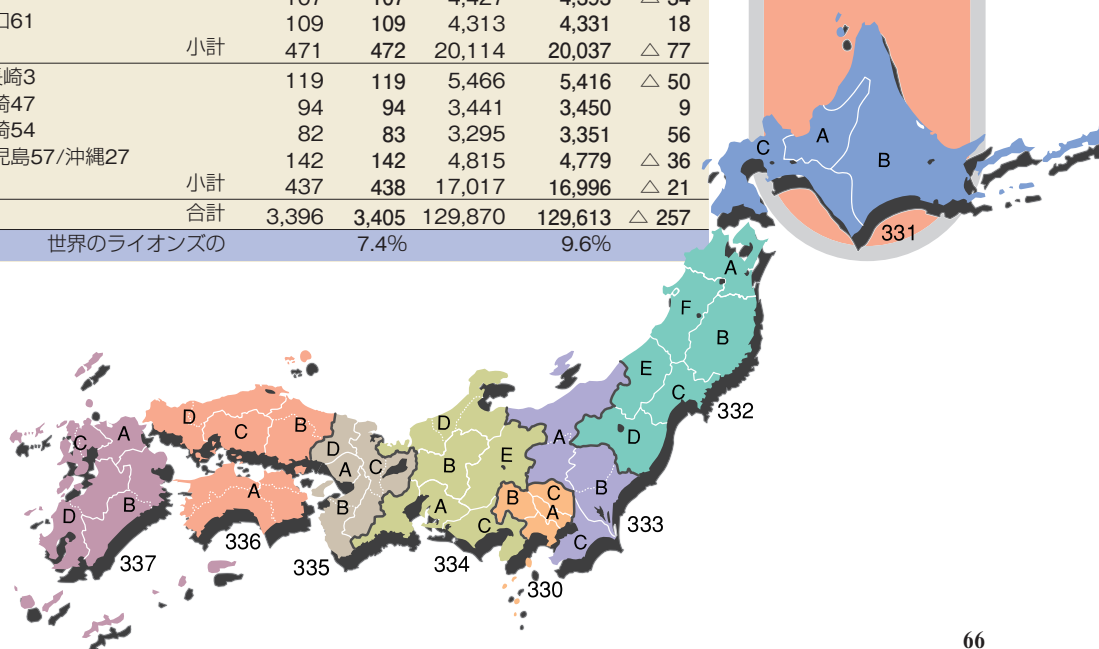 口61 109 109 4,313 4,331 18
小計 471 472 20,114 20,037 △ 77
崎3 119 119 5,466 5,416 △ 50
崎47 94 94 3,441 3,450 9
崎54 82 83 3,295 3,351 56
児島57/沖縄27 142 142 4,815 4,779 △ 36
小計 437 438 17,017 16,996 △ 21
合計 3,396 3,405 129,870 129,613 △ 257
世界のライオンズの 7.4% 9.6%
A
B
C
331
A
F
B
E
C
D
332
A
B
C
333
B
C
A
330
D
B
E
A
C
334
D
A
C
B
335
D
C
B
A
336
C
A
B
D
337
66